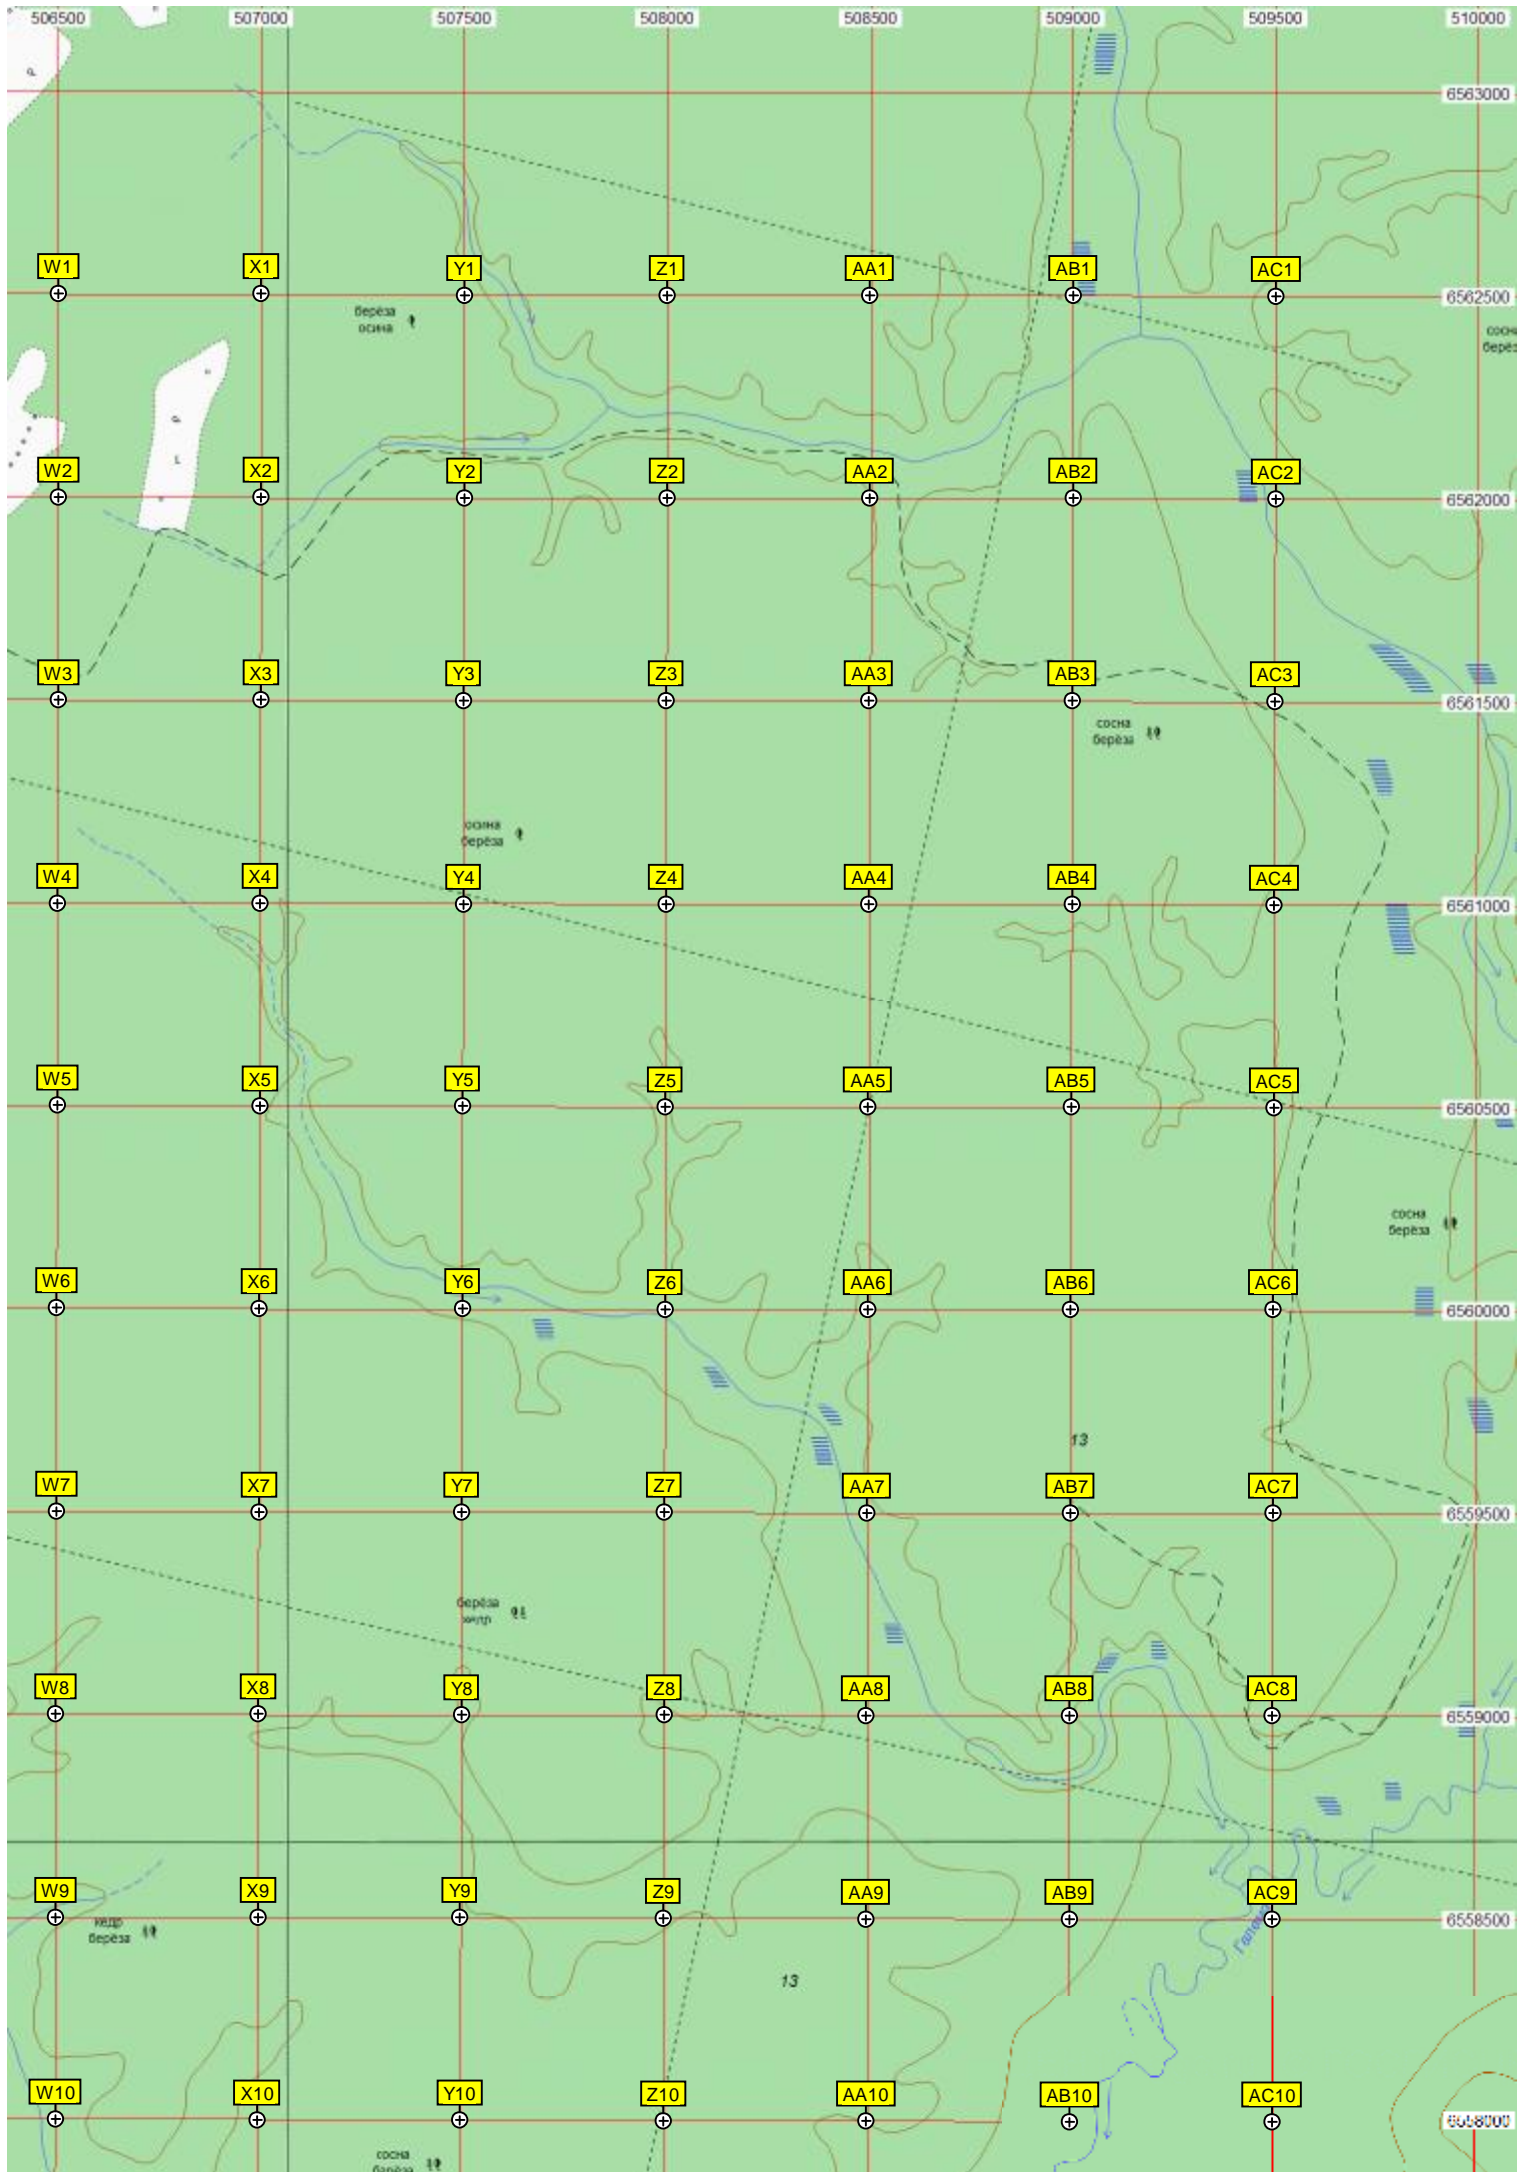 506500 507000 507500 508000 508500 509000 509500 510000
6563000
W1 X1 Y1 Z1 AA1 AB1 AC1
6562500
берёза
осина
сосна
W2 X2 Y2 Z2 AA2 AB2 AC2
6562000
W3 X3 Y3 Z3 AA3 AB3 AC3
6561500
сосна
берёза
осина
берёза
W4 X4 Y4 Z4 AA4 AB4 AC4
6561000
W5 X5 Y5 Z5 AA5 AB5 AC5
6560500
сосна
берёза
W6 X6 Y6 Z6 AA6 AB6 AC6
6560000
13
W7 X7 Y7 Z7 AA7 AB7 AC7
6559500
берёза
кедр
W8 X8 Y8 Z8 AA8 AB8 AC8
6559000
W9 X9 Y9 Z9 AA9 AB9 AC9
6558500
кедр
берёза
13
W10 X10 Y10 Z10 AA10 AB10 AC10
6558000
сосна
берёза